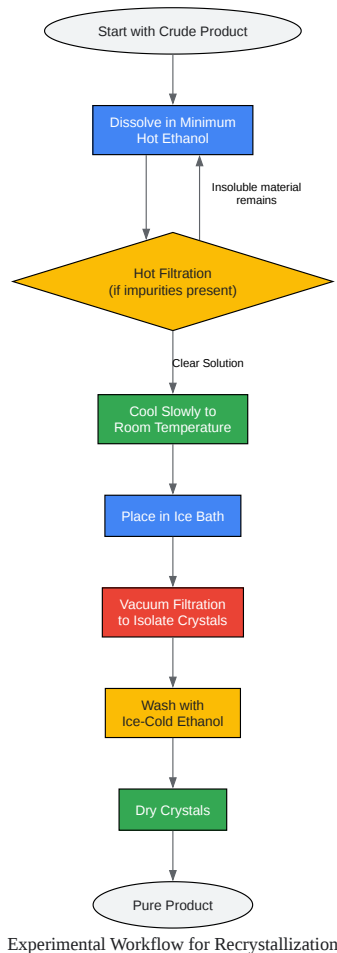 Start with Crude Product
Dissolve in Minimum
Hot Ethanol
Insoluble material
remains
Hot Filtration
(if impurities present)
Clear Solution
Cool Slowly to
Room Temperature
Place in Ice Bath
Vacuum Filtration
to Isolate Crystals
Wash with
Ice-Cold Ethanol
Dry Crystals
Pure Product
Experimental Workflow for Recrystallization